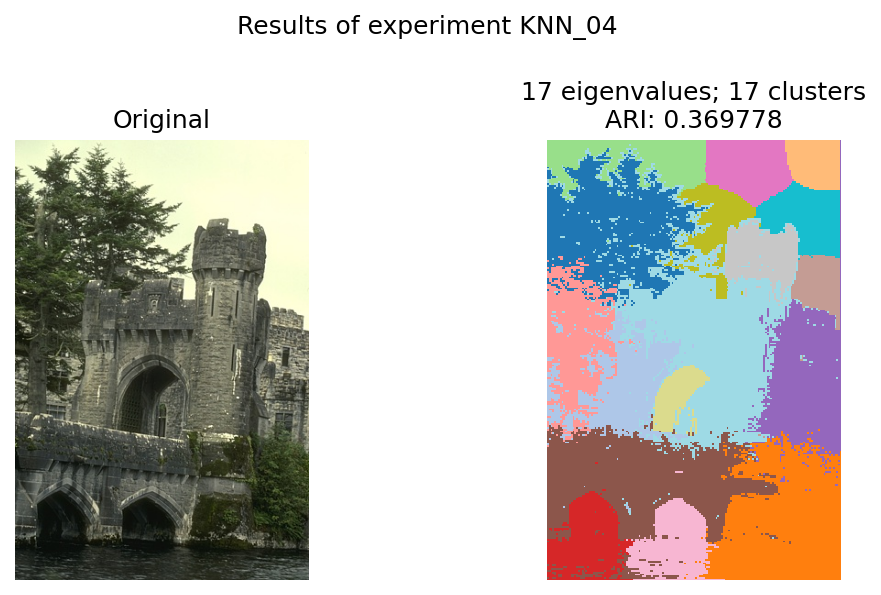 Results of experiment KNN_04
Original
17 eigenvalues; 17 clusters
ARI: 0.369778